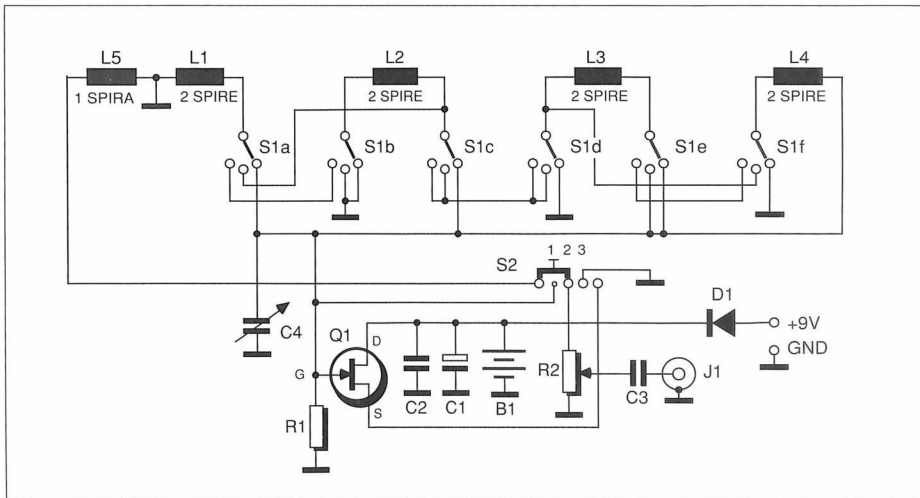 L5 L1 L2 L3 L4
1 SPIRA 2 SPIRE 2 SPIRE 2 SPIRE 2 SPIRE
S1a S1b S1c S1d S1e S1f
S2 1 2 3
D1
+9V
C4 Q1 D
GND
G R2 J1
S C2 C1 B1 C3
R1